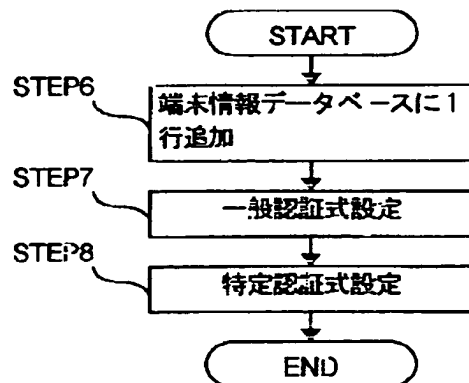 START
STEP6
端末情報データベースに1
行追加
STEP7
一般認証式設定
STEP8
特定認証式設定
END